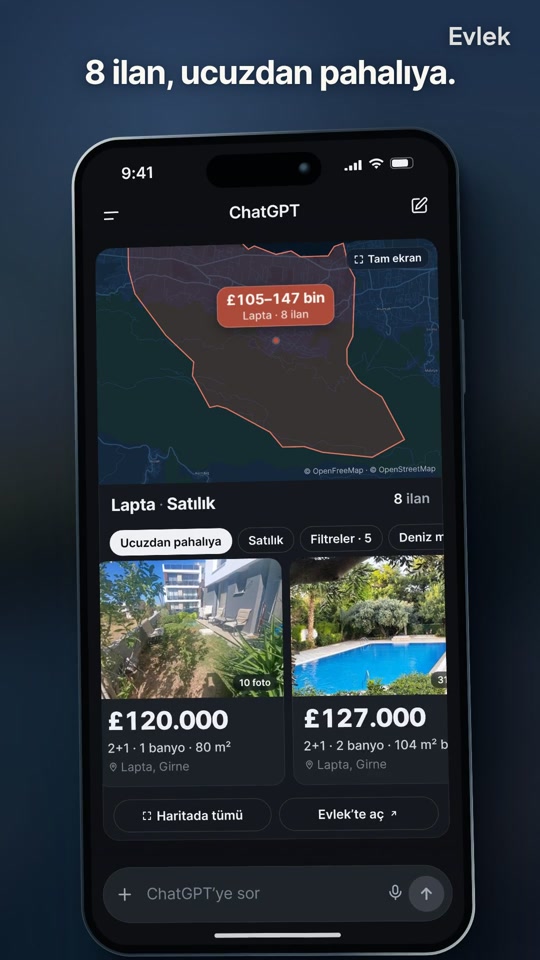 Evlek
8 ilan, ucuzdan pahalıya.
9:41
ChatGPT
Tam ekran
£105–147 bin
Lapta · 8 ilan
© OpenFreeMap · © OpenStreetMap
Lapta · Satılık
8 ilan
Ucuzdan pahalıya
Satılık
Filtreler · 5
Deniz m
10 foto
31
£120.000
£127.000
2+1 · 1 banyo · 80 m²
2+1 · 2 banyo · 104 m² b
Lapta, Girne
Lapta, Girne
Haritada tümü
Evlek’te aç ↗
ChatGPT’ye sor